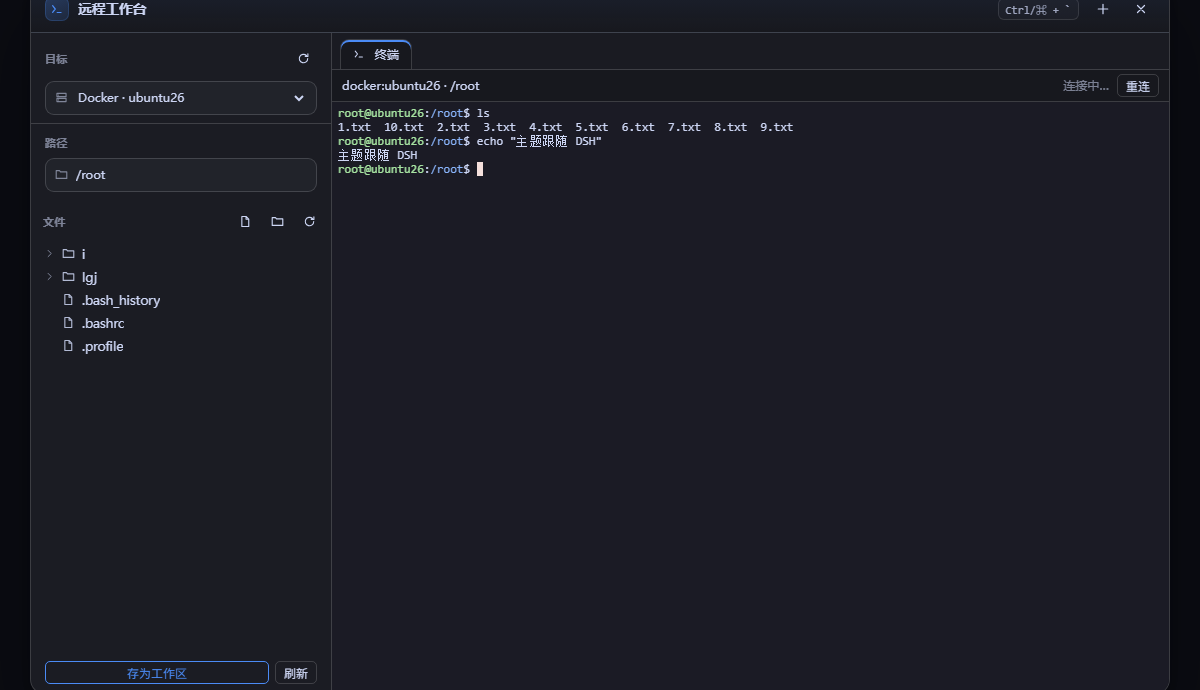 远程工作台
Ctrl/⌘ + `
目标
Docker · ubuntu26
路径
/root
文件
i
lgj
.bash_history
.bashrc
.profile
存为工作区
刷新
终端
docker:ubuntu26 · /root
连接中...
重连
root@ubuntu26:/root$ ls
1.txt  10.txt  2.txt  3.txt  4.txt  5.txt  6.txt  7.txt  8.txt  9.txt
root@ubuntu26:/root$ echo "主题跟随 DSH"
主题跟随 DSH
root@ubuntu26:/root$